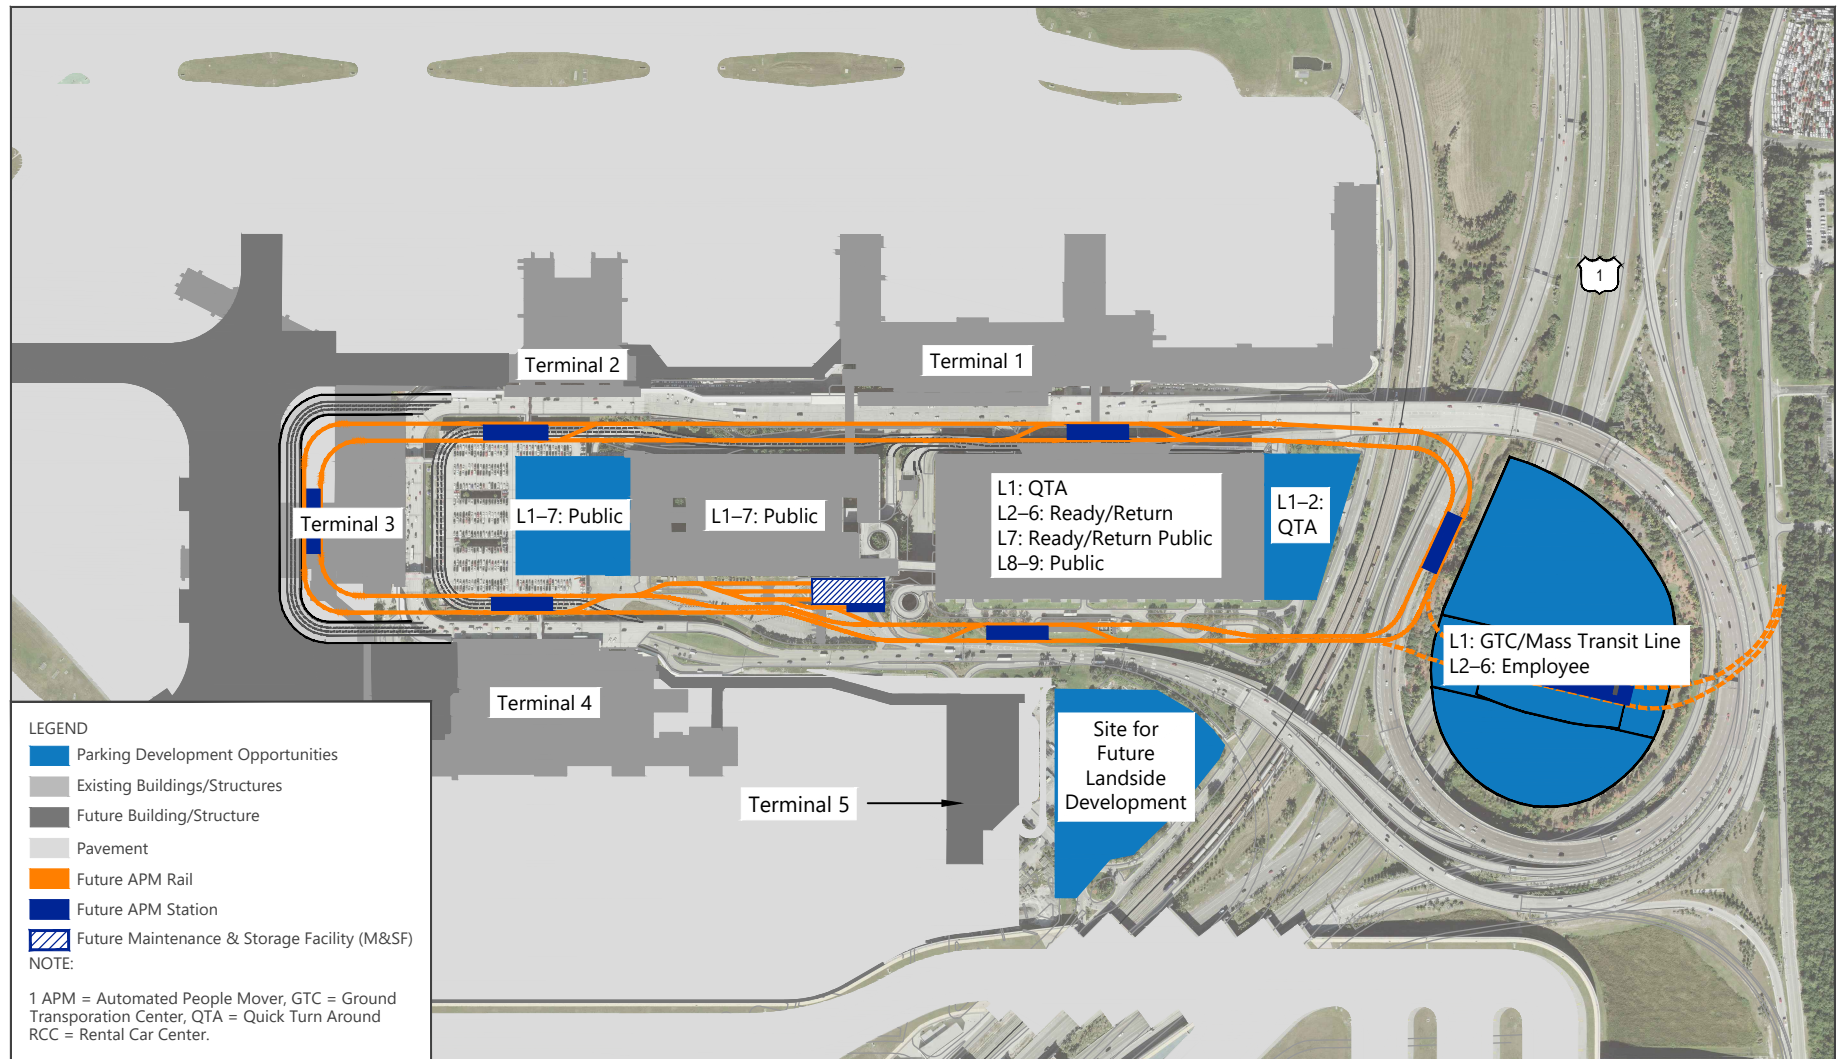 1
Terminal 2
Terminal 1
Terminal 3
L1–7: Public
L1–7: Public
L1: QTA
L2–6: Ready/Return
L7: Ready/Return Public
L8–9: Public
L1–2:
QTA
L1: GTC/Mass Transit Line
L2–6: Employee
Terminal 4
Terminal 5
Site for
Future
Landside
Development
LEGEND
Parking Development Opportunities
Existing Buildings/Structures
Future Building/Structure
Pavement
Future APM Rail
Future APM Station
Future Maintenance & Storage Facility (M&SF)
NOTE:
1 APM = Automated People Mover, GTC = Ground
Transporation Center, QTA = Quick Turn Around
RCC = Rental Car Center.